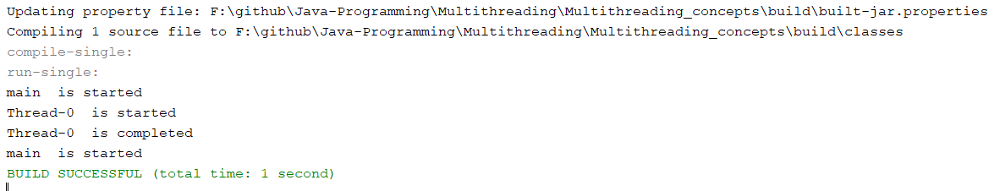 Updating property file: F:\github\Java-Programming\Multithreading\Multithreading_concepts\build\built-jar.properties
Compiling 1 source file to F:\github\Java-Programming\Multithreading\Multithreading_concepts\build\classes
compile-single:
run-single:
main  is started
Thread-0  is started
Thread-0  is completed
main  is started
BUILD SUCCESSFUL (total time: 1 second)